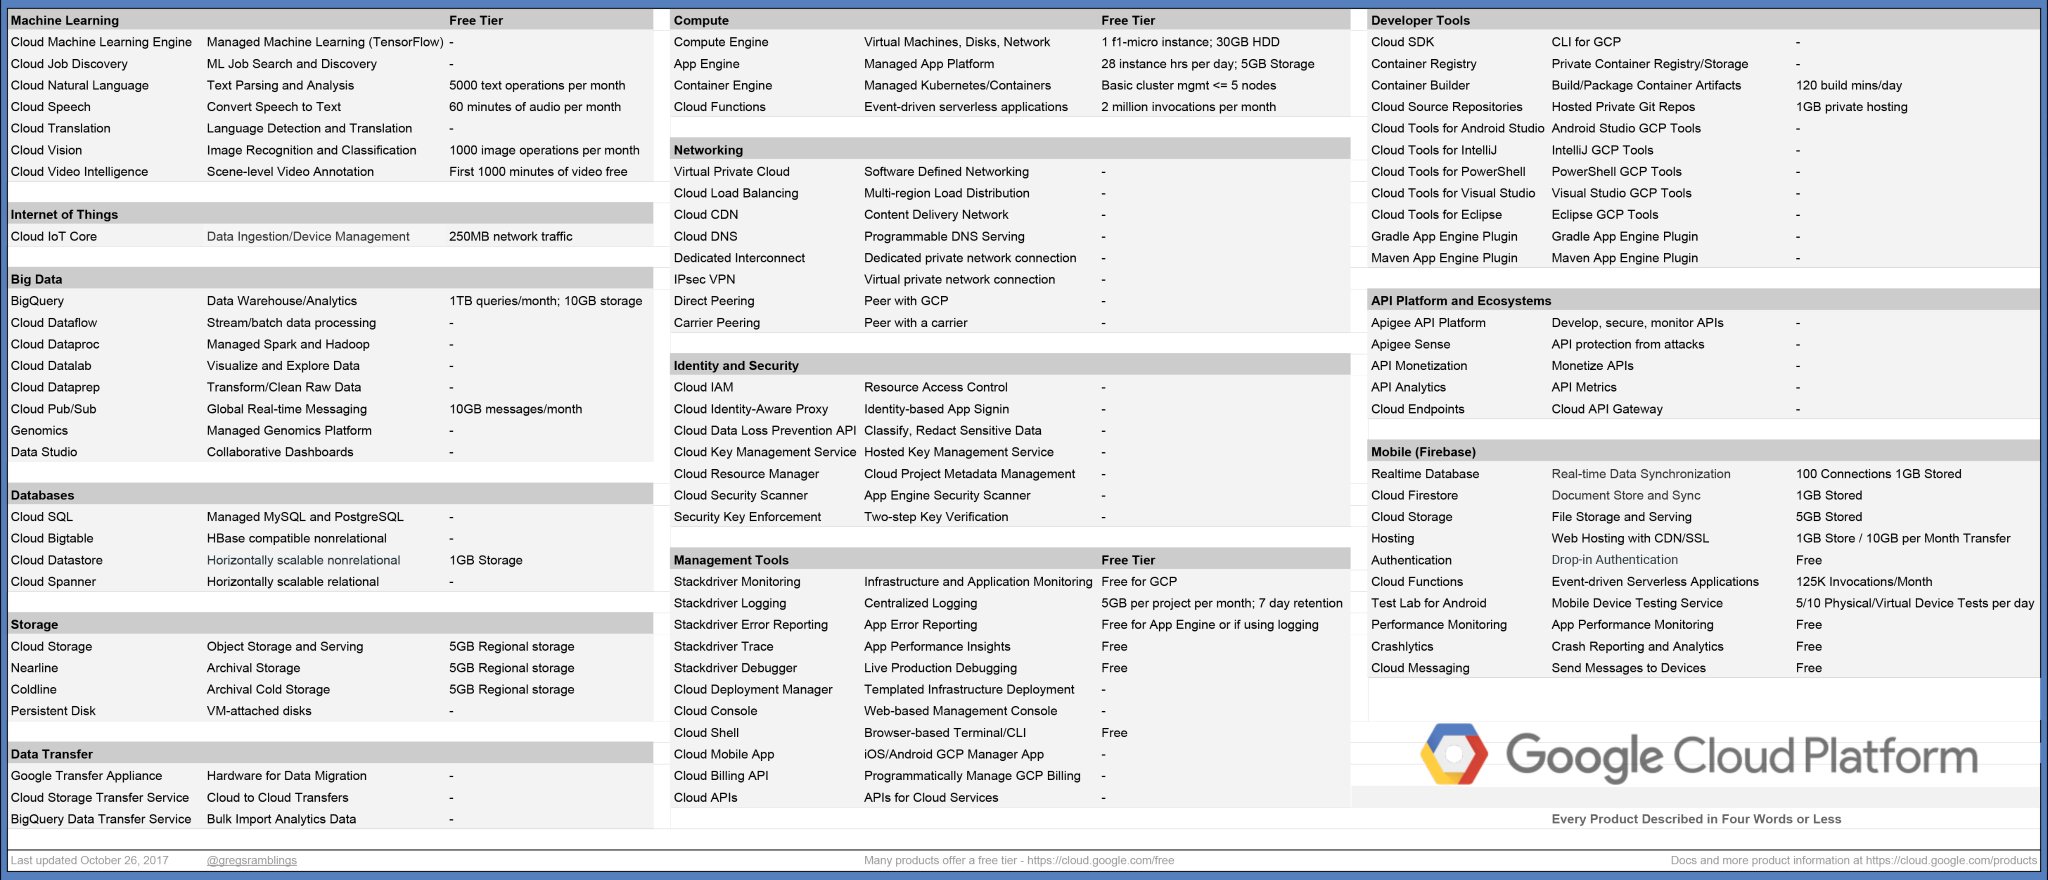 Machine Learning Free Tier
Cloud Machine Learning Engine Managed Machine Learning (TensorFlow) -
Cloud Job Discovery ML Job Search and Discovery -
Cloud Natural Language Text Parsing and Analysis 5000 text operations per month
Cloud Speech Convert Speech to Text 60 minutes of audio per month
Cloud Translation Language Detection and Translation -
Cloud Vision Image Recognition and Classification 1000 image operations per month
Cloud Video Intelligence Scene-level Video Annotation First 1000 minutes of video free
Internet of Things
Cloud IoT Core Data Ingestion/Device Management 250MB network traffic
Big Data
BigQuery Data Warehouse/Analytics 1TB queries/month; 10GB storage
Cloud Dataflow Stream/batch data processing -
Cloud Dataproc Managed Spark and Hadoop -
Cloud Datalab Visualize and Explore Data -
Cloud Dataprep Transform/Clean Raw Data -
Cloud Pub/Sub Global Real-time Messaging 10GB messages/month
Genomics Managed Genomics Platform -
Data Studio Collaborative Dashboards -
Databases
Cloud SQL Managed MySQL and PostgreSQL -
Cloud Bigtable HBase compatible nonrelational -
Cloud Datastore Horizontally scalable nonrelational 1GB Storage
Cloud Spanner Horizontally scalable relational -
Storage
Cloud Storage Object Storage and Serving 5GB Regional storage
Nearline Archival Storage 5GB Regional storage
Coldline Archival Cold Storage 5GB Regional storage
Persistent Disk VM-attached disks -
Data Transfer
Google Transfer Appliance Hardware for Data Migration -
Cloud Storage Transfer Service Cloud to Cloud Transfers -
BigQuery Data Transfer Service Bulk Import Analytics Data -
Compute Free Tier
Compute Engine Virtual Machines, Disks, Network 1 f1-micro instance; 30GB HDD
App Engine Managed App Platform 28 instance hrs per day; 5GB Storage
Container Engine Managed Kubernetes/Containers Basic cluster mgmt <= 5 nodes
Cloud Functions Event-driven serverless applications 2 million invocations per month
Networking
Virtual Private Cloud Software Defined Networking -
Cloud Load Balancing Multi-region Load Distribution -
Cloud CDN Content Delivery Network -
Cloud DNS Programmable DNS Serving -
Dedicated Interconnect Dedicated private network connection -
IPsec VPN Virtual private network connection -
Direct Peering Peer with GCP -
Carrier Peering Peer with a carrier -
Identity and Security
Cloud IAM Resource Access Control -
Cloud Identity-Aware Proxy Identity-based App Signin -
Cloud Data Loss Prevention API Classify, Redact Sensitive Data -
Cloud Key Management Service Hosted Key Management Service -
Cloud Resource Manager Cloud Project Metadata Management -
Cloud Security Scanner App Engine Security Scanner -
Security Key Enforcement Two-step Key Verification -
Management Tools Free Tier
Stackdriver Monitoring Infrastructure and Application Monitoring Free for GCP
Stackdriver Logging Centralized Logging 5GB per project per month; 7 day retention
Stackdriver Error Reporting App Error Reporting Free for App Engine or if using logging
Stackdriver Trace App Performance Insights Free
Stackdriver Debugger Live Production Debugging Free
Cloud Deployment Manager Templated Infrastructure Deployment -
Cloud Console Web-based Management Console -
Cloud Shell Browser-based Terminal/CLI Free
Cloud Mobile App iOS/Android GCP Manager App -
Cloud Billing API Programmatically Manage GCP Billing -
Cloud APIs APIs for Cloud Services -
Developer Tools
Cloud SDK CLI for GCP -
Container Registry Private Container Registry/Storage -
Container Builder Build/Package Container Artifacts 120 build mins/day
Cloud Source Repositories Hosted Private Git Repos 1GB private hosting
Cloud Tools for Android Studio Android Studio GCP Tools -
Cloud Tools for IntelliJ IntelliJ GCP Tools -
Cloud Tools for PowerShell PowerShell GCP Tools -
Cloud Tools for Visual Studio Visual Studio GCP Tools -
Cloud Tools for Eclipse Eclipse GCP Tools -
Gradle App Engine Plugin Gradle App Engine Plugin -
Maven App Engine Plugin Maven App Engine Plugin -
API Platform and Ecosystems
Apigee API Platform Develop, secure, monitor APIs -
Apigee Sense API protection from attacks -
API Monetization Monetize APIs -
API Analytics API Metrics -
Cloud Endpoints Cloud API Gateway -
Mobile (Firebase)
Realtime Database Real-time Data Synchronization 100 Connections 1GB Stored
Cloud Firestore Document Store and Sync 1GB Stored
Cloud Storage File Storage and Serving 5GB Stored
Hosting Web Hosting with CDN/SSL 1GB Store / 10GB per Month Transfer
Authentication Drop-in Authentication Free
Cloud Functions Event-driven Serverless Applications 125K Invocations/Month
Test Lab for Android Mobile Device Testing Service 5/10 Physical/Virtual Device Tests per day
Performance Monitoring App Performance Monitoring Free
Crashlytics Crash Reporting and Analytics Free
Cloud Messaging Send Messages to Devices Free
Google Cloud Platform
Every Product Described in Four Words or Less
Last updated October 26, 2017 @gregsramblings Many products offer a free tier - https://cloud.google.com/free Docs and more product information at https://cloud.google.com/products